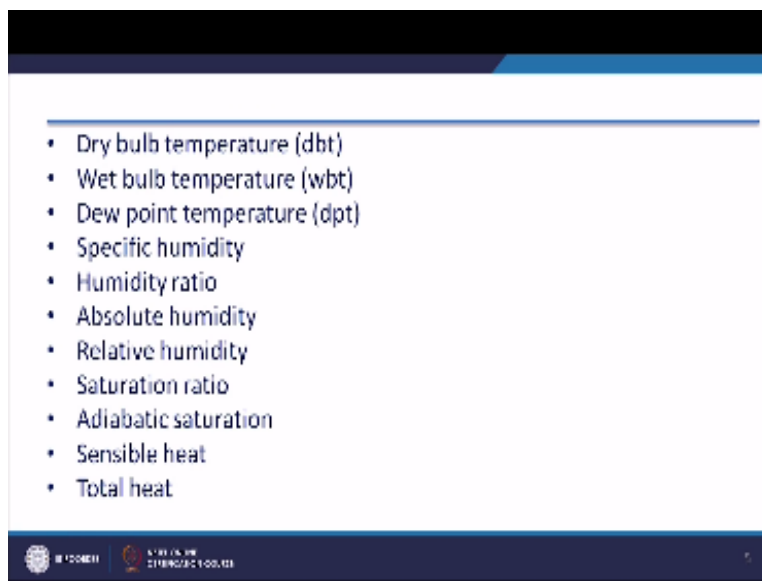 • Dry bulb temperature (dbt)
• Wet bulb temperature (wbt)
• Dew point temperature (dpt)
• Specific humidity
• Humidity ratio
• Absolute humidity
• Relative humidity
• Saturation ratio
• Adiabatic saturation
• Sensible heat
• Total heat